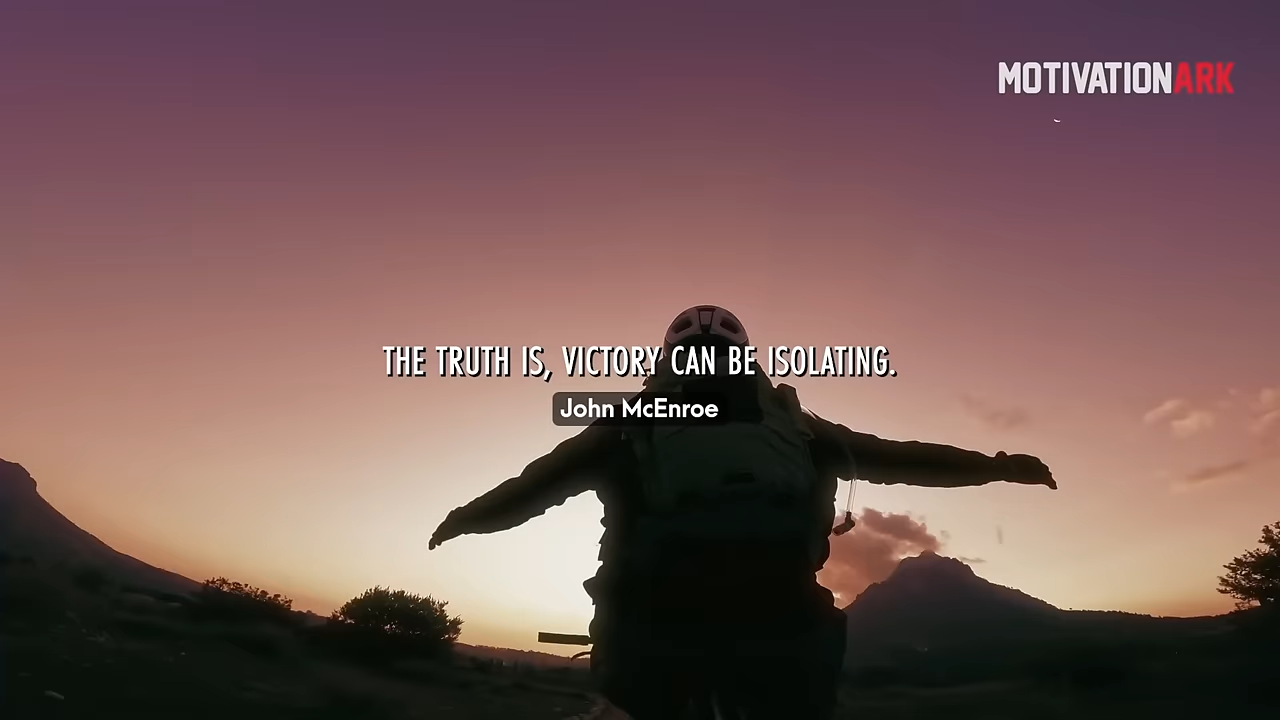 MOTIVATIONARK
THE TRUTH IS, VICTORY CAN BE ISOLATING.
John McEnroe